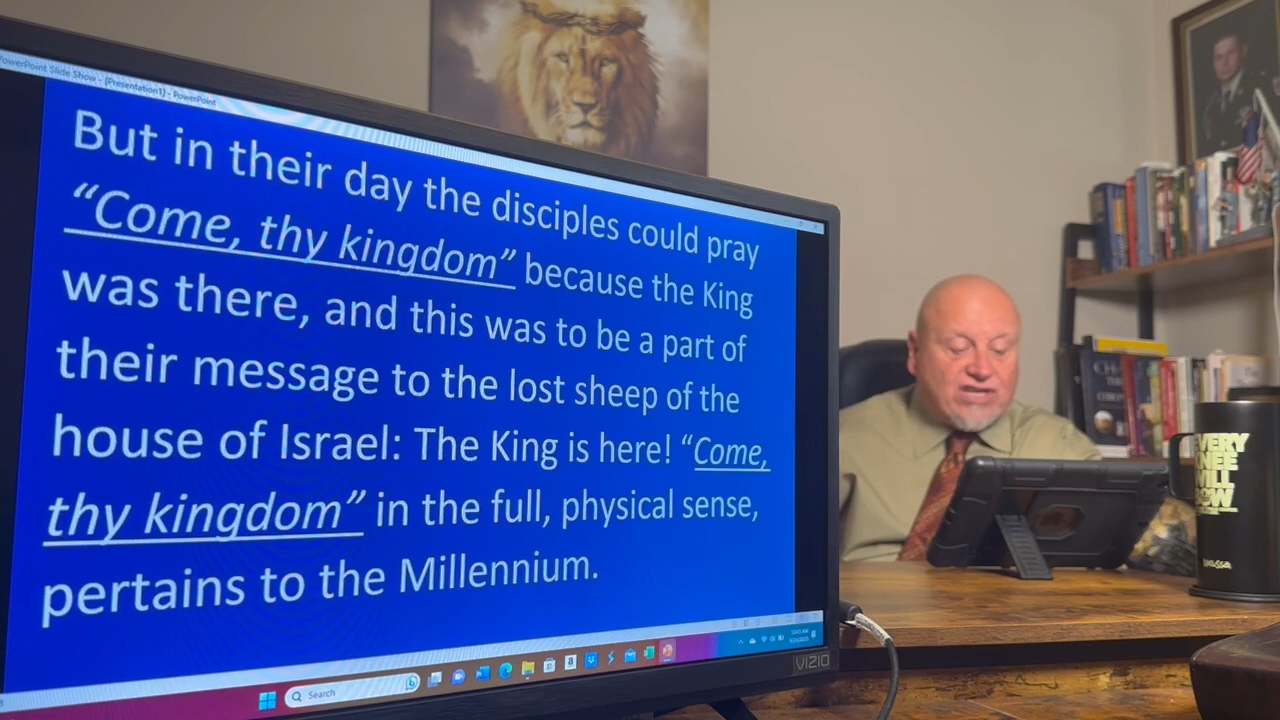 PowerPoint Slide Show - [Presentation1] - PowerPoint
But in their day the disciples could pray
“Come, thy kingdom” because the King
was there, and this was to be a part of
their message to the lost sheep of the
house of Israel: The King is here! “Come,
thy kingdom” in the full, physical sense,
pertains to the Millennium.
Search
VIZIO
EVERY
KNEE
WILL
BOW